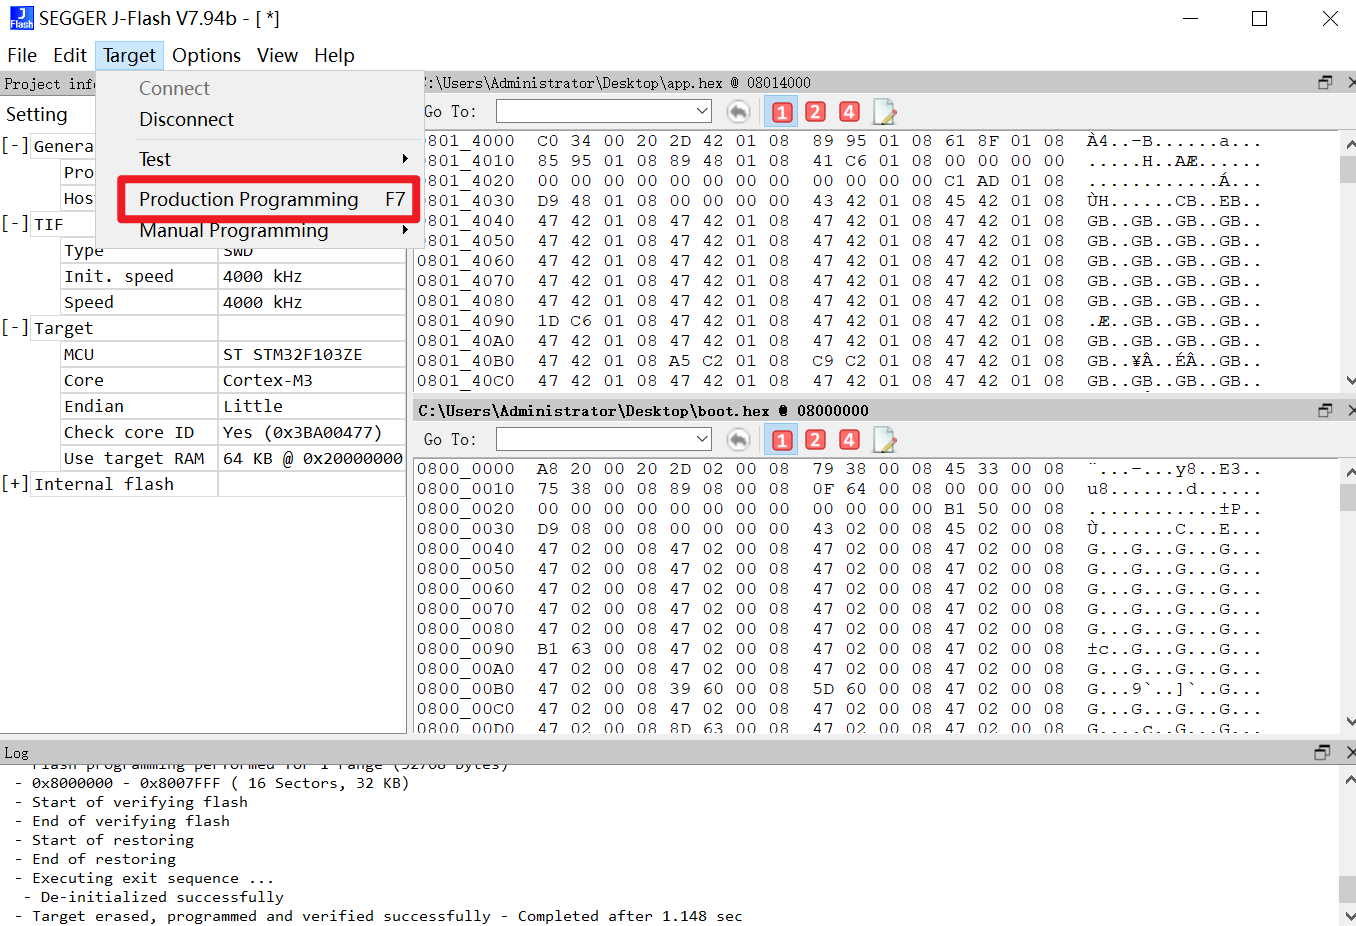 SEGGER J-Flash V7.94b - [ *]
File Edit Target Options View Help
Project info
Setting
[-] Genera
Pro
Hos
[-] TIF
Type SWD
Init. speed 4000 kHz
Speed 4000 kHz
[-] Target
MCU ST STM32F103ZE
Core Cortex-M3
Endian Little
Check core ID Yes (0x3BA00477)
Use target RAM 64 KB @ 0x20000000
[+] Internal flash
Connect
Disconnect
Test
Production Programming F7
Manual Programming
C:\Users\Administrator\Desktop\app.hex @ 08014000
Go To: 1 2 4
0801_4000 C0 34 00 20 2D 42 01 08 89 95 01 08 61 8F 01 08 À4..-B......a...
0801_4010 85 95 01 08 89 48 01 08 41 C6 01 08 00 00 00 00 .....H..AÆ......
0801_4020 00 00 00 00 00 00 00 00 00 00 00 00 C1 AD 01 08 ............Á...
0801_4030 D9 48 01 08 00 00 00 00 43 42 01 08 45 42 01 08 ÙH......CB..EB..
0801_4040 47 42 01 08 47 42 01 08 47 42 01 08 47 42 01 08 GB..GB..GB..GB..
0801_4050 47 42 01 08 47 42 01 08 47 42 01 08 47 42 01 08 GB..GB..GB..GB..
0801_4060 47 42 01 08 47 42 01 08 47 42 01 08 47 42 01 08 GB..GB..GB..GB..
0801_4070 47 42 01 08 47 42 01 08 47 42 01 08 47 42 01 08 GB..GB..GB..GB..
0801_4080 47 42 01 08 47 42 01 08 47 42 01 08 47 42 01 08 GB..GB..GB..GB..
0801_4090 1D C6 01 08 47 42 01 08 47 42 01 08 47 42 01 08 .Æ..GB..GB..GB..
0801_40A0 47 42 01 08 47 42 01 08 47 42 01 08 47 42 01 08 GB..GB..GB..GB..
0801_40B0 47 42 01 08 A5 C2 01 08 C9 C2 01 08 47 42 01 08 GB..¥Â..ÉÂ..GB..
0801_40C0 47 42 01 08 47 42 01 08 47 42 01 08 47 42 01 08 GB..GB..GB..GB..
C:\Users\Administrator\Desktop\boot.hex @ 08000000
Go To: 1 2 4
0800_0000 A8 20 00 20 2D 02 00 08 79 38 00 08 45 33 00 08 ¨ . -...y8..E3..
0800_0010 75 38 00 08 89 08 00 08 0F 64 00 08 00 00 00 00 u8.......d......
0800_0020 00 00 00 00 00 00 00 00 00 00 00 00 B1 50 00 08 ............±P..
0800_0030 D9 08 00 08 00 00 00 00 43 02 00 08 45 02 00 08 Ù.......C...E...
0800_0040 47 02 00 08 47 02 00 08 47 02 00 08 47 02 00 08 G...G...G...G...
0800_0050 47 02 00 08 47 02 00 08 47 02 00 08 47 02 00 08 G...G...G...G...
0800_0060 47 02 00 08 47 02 00 08 47 02 00 08 47 02 00 08 G...G...G...G...
0800_0070 47 02 00 08 47 02 00 08 47 02 00 08 47 02 00 08 G...G...G...G...
0800_0080 47 02 00 08 47 02 00 08 47 02 00 08 47 02 00 08 G...G...G...G...
0800_0090 B1 63 00 08 47 02 00 08 47 02 00 08 47 02 00 08 ±c..G...G...G...
0800_00A0 47 02 00 08 47 02 00 08 47 02 00 08 47 02 00 08 G...G...G...G...
0800_00B0 47 02 00 08 39 60 00 08 5D 60 00 08 47 02 00 08 G...9`..]`..G...
0800_00C0 47 02 00 08 47 02 00 08 47 02 00 08 47 02 00 08 G...G...G...G...
0800_00D0 47 02 00 08 8D 63 00 08 47 02 00 08 47 02 00 08 G....c..G...G...
Log
- Flash programming performed for 1 range (32768 bytes)
- 0x8000000 - 0x8007FFF ( 16 Sectors, 32 KB)
- Start of verifying flash
- End of verifying flash
- Start of restoring
- End of restoring
- Executing exit sequence ...
- De-initialized successfully
- Target erased, programmed and verified successfully - Completed after 1.148 sec